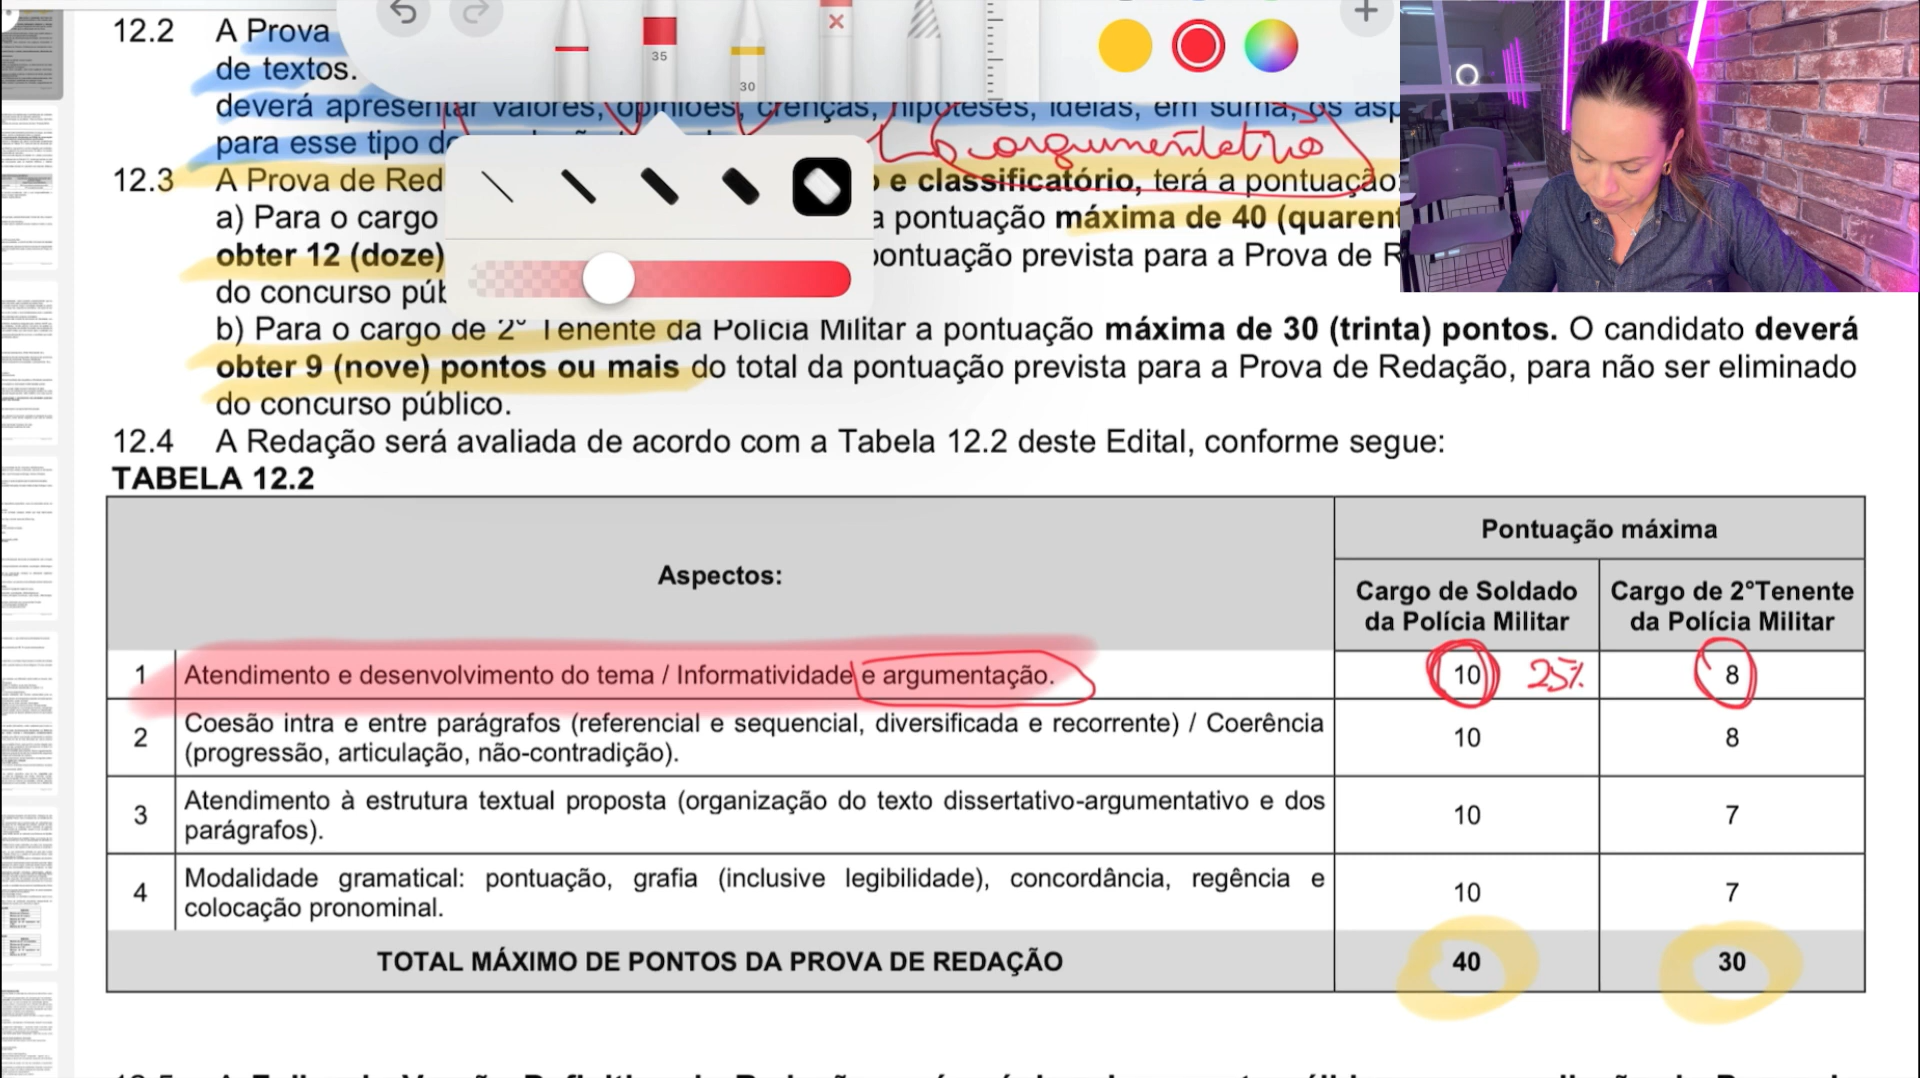 12.2 A Prova
de textos.
35
30
deverá apresentar valores, opiniões, crenças, hipóteses, ideias, em suma, os asp
para esse tipo d
argumentativo
12.3 A Prova de Red
o e classificatório, terá a pontuação:
a) Para o cargo
a pontuação máxima de 40 (quarent
obter 12 (doze)
pontuação prevista para a Prova de R
do concurso púb
b) Para o cargo de 2° Tenente da Polícia Militar a pontuação máxima de 30 (trinta) pontos. O candidato deverá
obter 9 (nove) pontos ou mais do total da pontuação prevista para a Prova de Redação, para não ser eliminado
do concurso público.
12.4 A Redação será avaliada de acordo com a Tabela 12.2 deste Edital, conforme segue:
TABELA 12.2
Aspectos:
Pontuação máxima
Cargo de Soldado
da Polícia Militar
Cargo de 2°Tenente
da Polícia Militar
1 Atendimento e desenvolvimento do tema / Informatividade e argumentação. 10 25% 8
2 Coesão intra e entre parágrafos (referencial e sequencial, diversificada e recorrente) / Coerência
(progressão, articulação, não-contradição). 10 8
3 Atendimento à estrutura textual proposta (organização do texto dissertativo-argumentativo e dos
parágrafos). 10 7
4 Modalidade gramatical: pontuação, grafia (inclusive legibilidade), concordância, regência e
colocação pronominal. 10 7
TOTAL MÁXIMO DE PONTOS DA PROVA DE REDAÇÃO 40 30